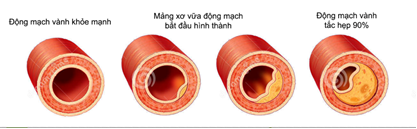 Động mạch vành khỏe mạnh
Mảng xơ vữa động mạch
bắt đầu hình thành
Động mạch vành
tắc hẹp 90%